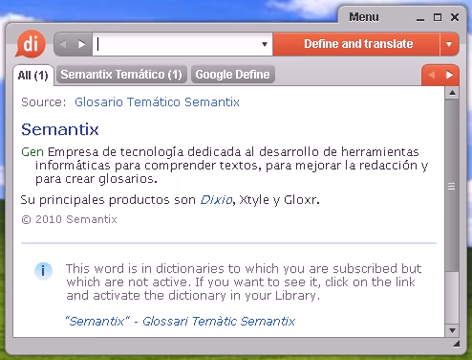 Menu
di
Define and translate
All (1)
Semantix Temático (1)
Google Define
Source: Glosario Temático Semantix
Semantix
Gen Empresa de tecnología dedicada al desarrollo de herramientas
informáticas para comprender textos, para mejorar la redacción y
para crear glosarios.
Su principales productos son Dixio, Xtyle y Gloxr.
© 2010 Semantix
i
This word is in dictionaries to which you are subscribed but
which are not active. If you want to see it, click on the link
and activate the dictionary in your Library.
"Semantix" - Glossari Temàtic Semantix